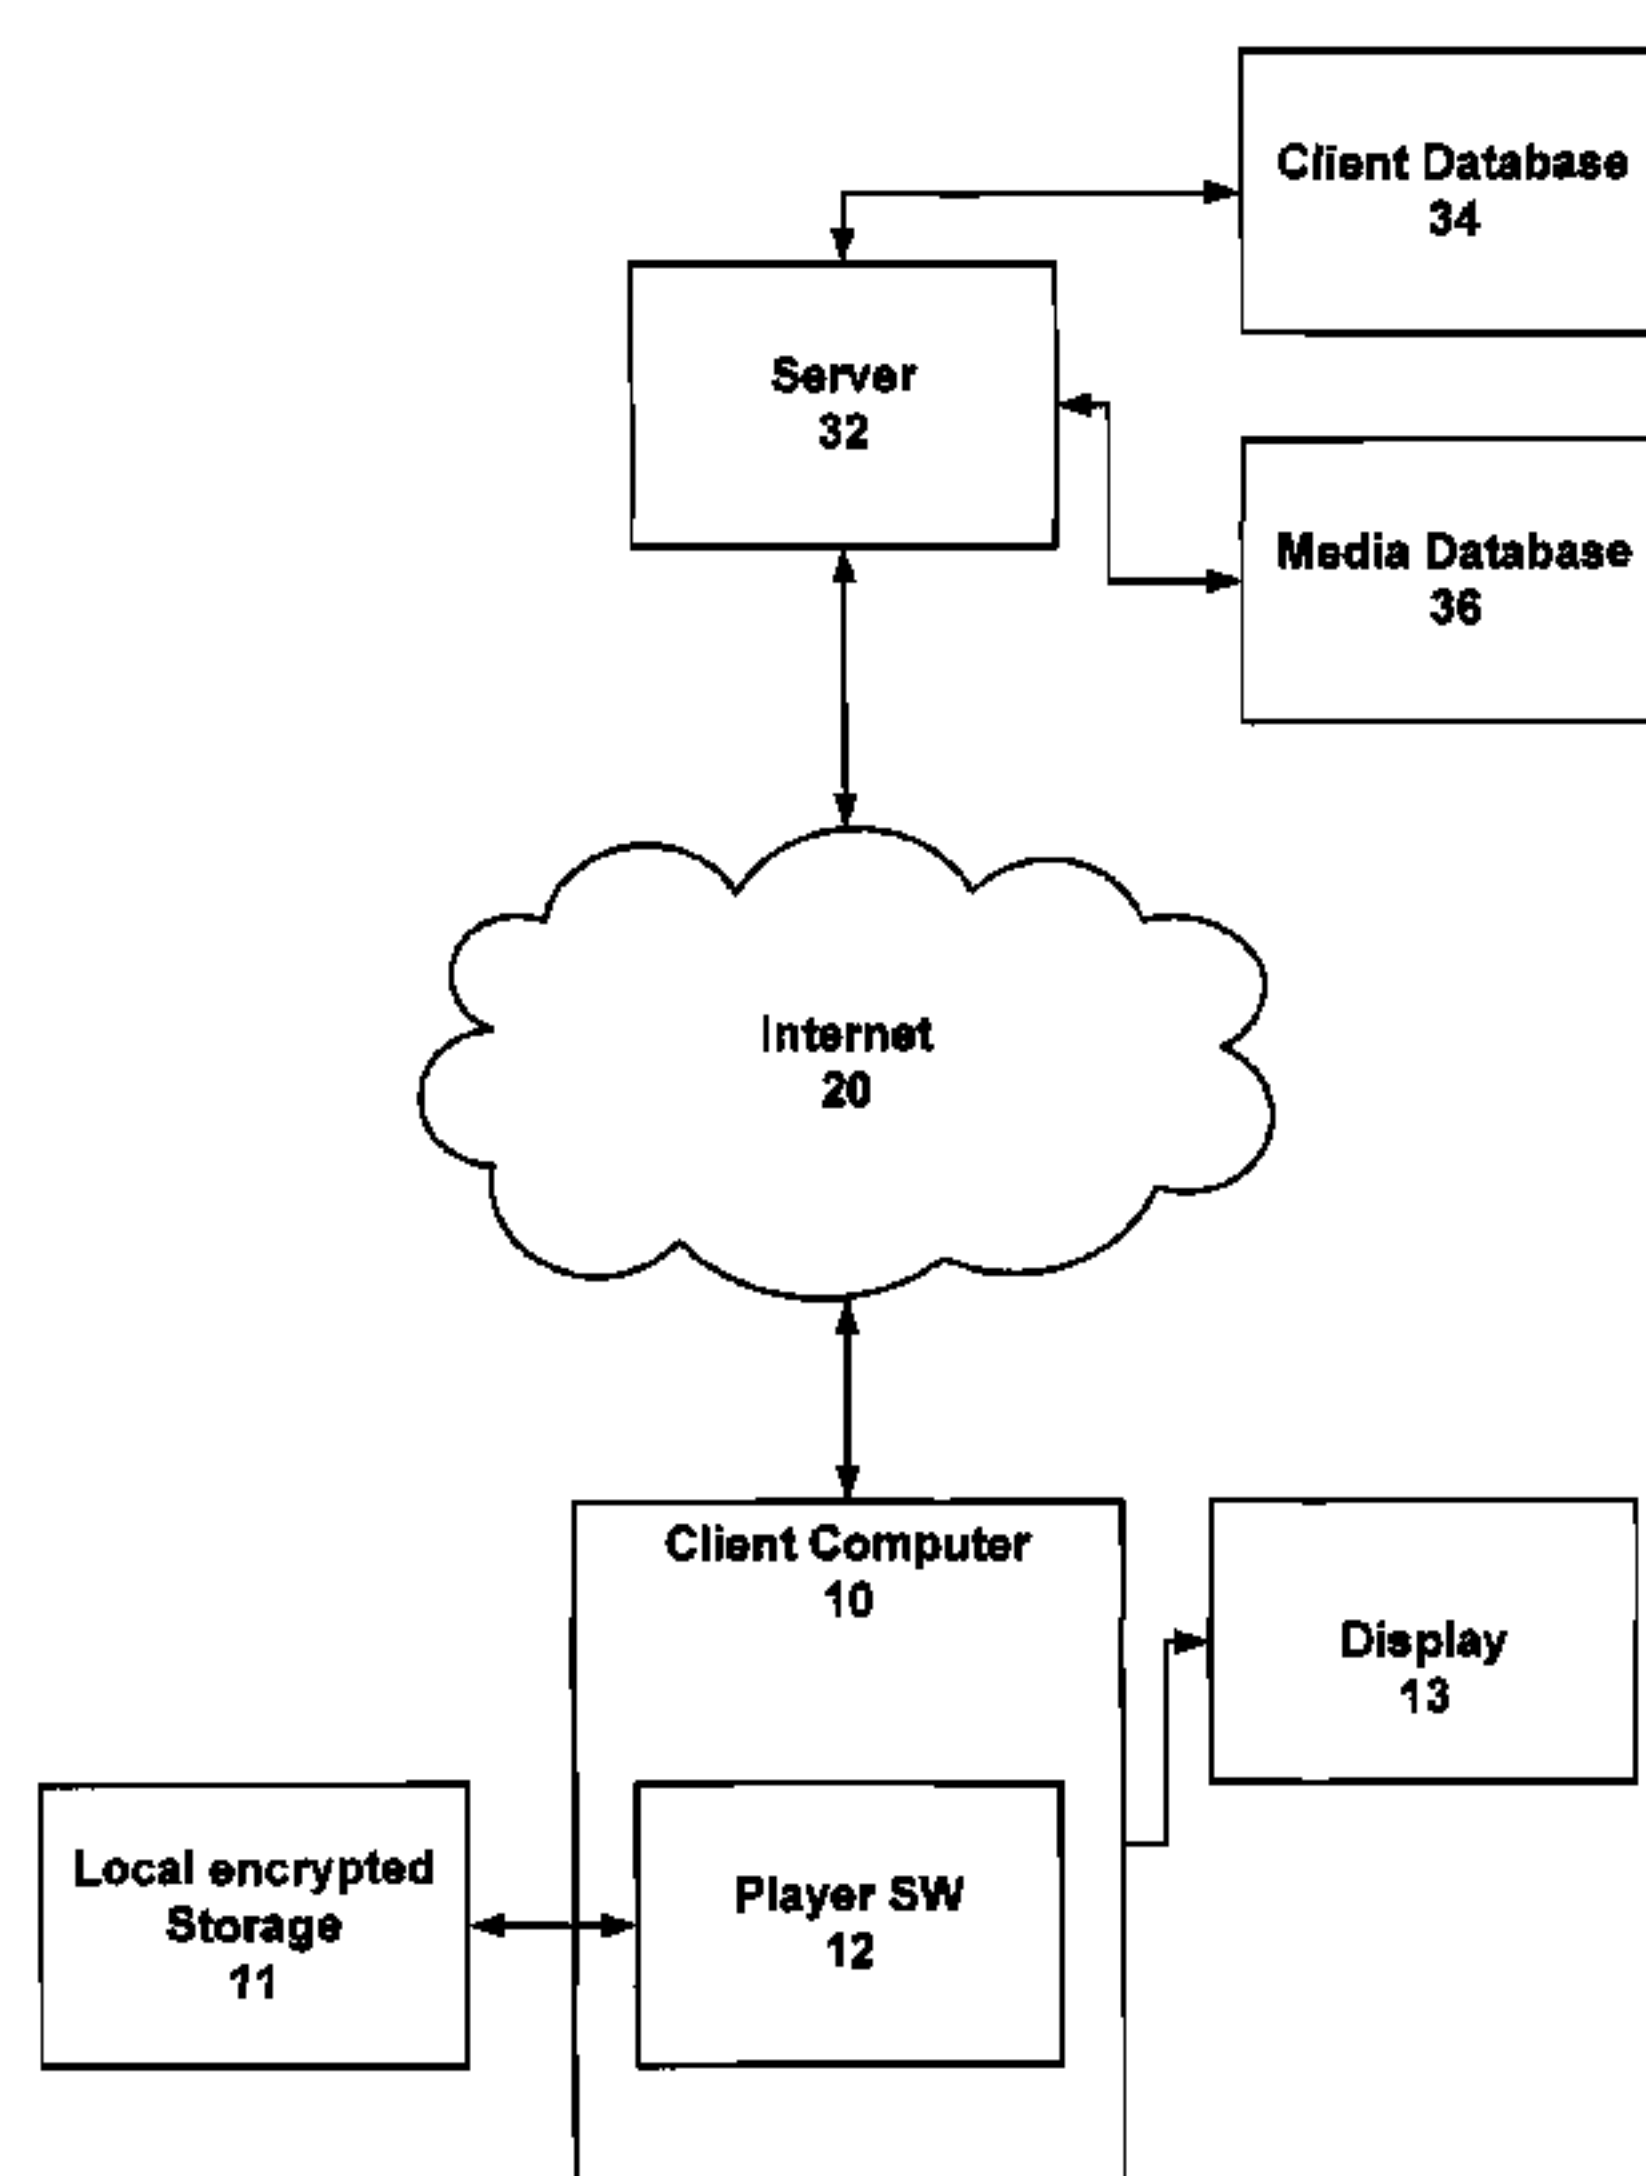 Client Database
34
Server
32
Media Database
36
Internet
20
Client Computer
10
Display
13
Local encrypted
Storage
11
Player SW
12